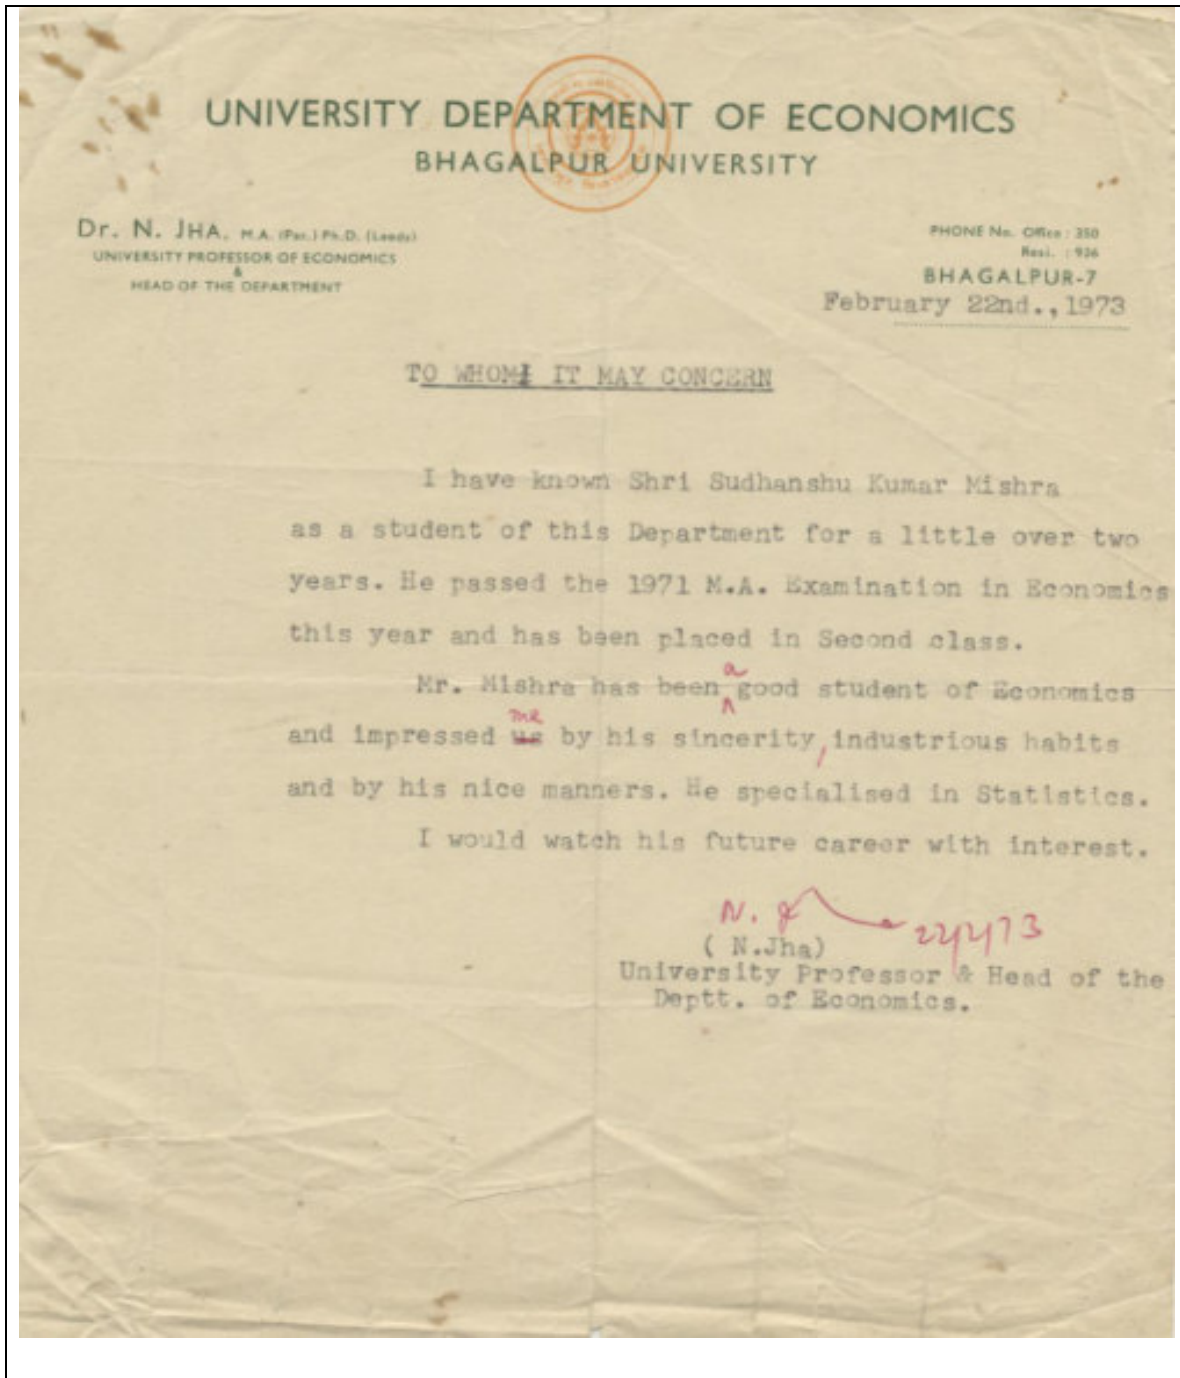 UNIVERSITY DEPARTMENT OF ECONOMICS
BHAGALPUR UNIVERSITY
Dr. N. JHA, M.A. (Pat.) Ph.D. (Leeds)
UNIVERSITY PROFESSOR OF ECONOMICS
&
HEAD OF THE DEPARTMENT
PHONE No. Office : 350
Resi. : 936
BHAGALPUR-7
February 22nd., 1973
TO WHOM IT MAY CONCERN
I have known Shri Sudhanshu Kumar Mishra
as a student of this Department for a little over two
years. He passed the 1971 M.A. Examination in Economics
this year and has been placed in Second class.
Mr. Mishra has been a good student of Economics
and impressed us me by his sincerity, industrious habits
and by his nice manners. He specialised in Statistics.
I would watch his future career with interest.
N. J 22/2/73
( N.Jha)
University Professor & Head of the
Deptt. of Economics.